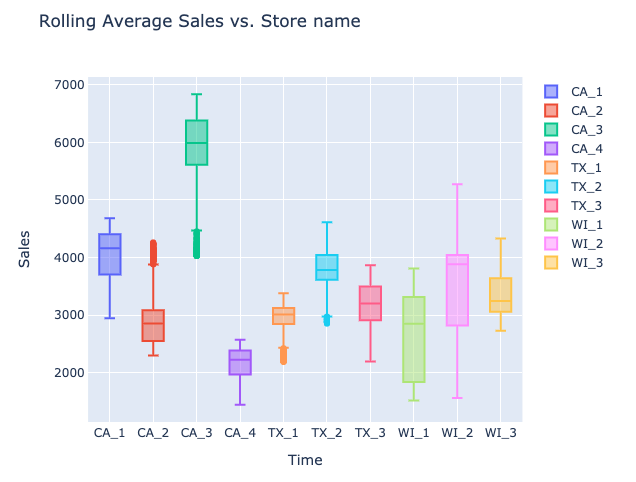 Rolling Average Sales vs. Store name
7000
6000
5000
4000
3000
2000
Sales
CA_1 CA_2 CA_3 CA_4 TX_1 TX_2 TX_3 WI_1 WI_2 WI_3
Time
CA_1
CA_2
CA_3
CA_4
TX_1
TX_2
TX_3
WI_1
WI_2
WI_3